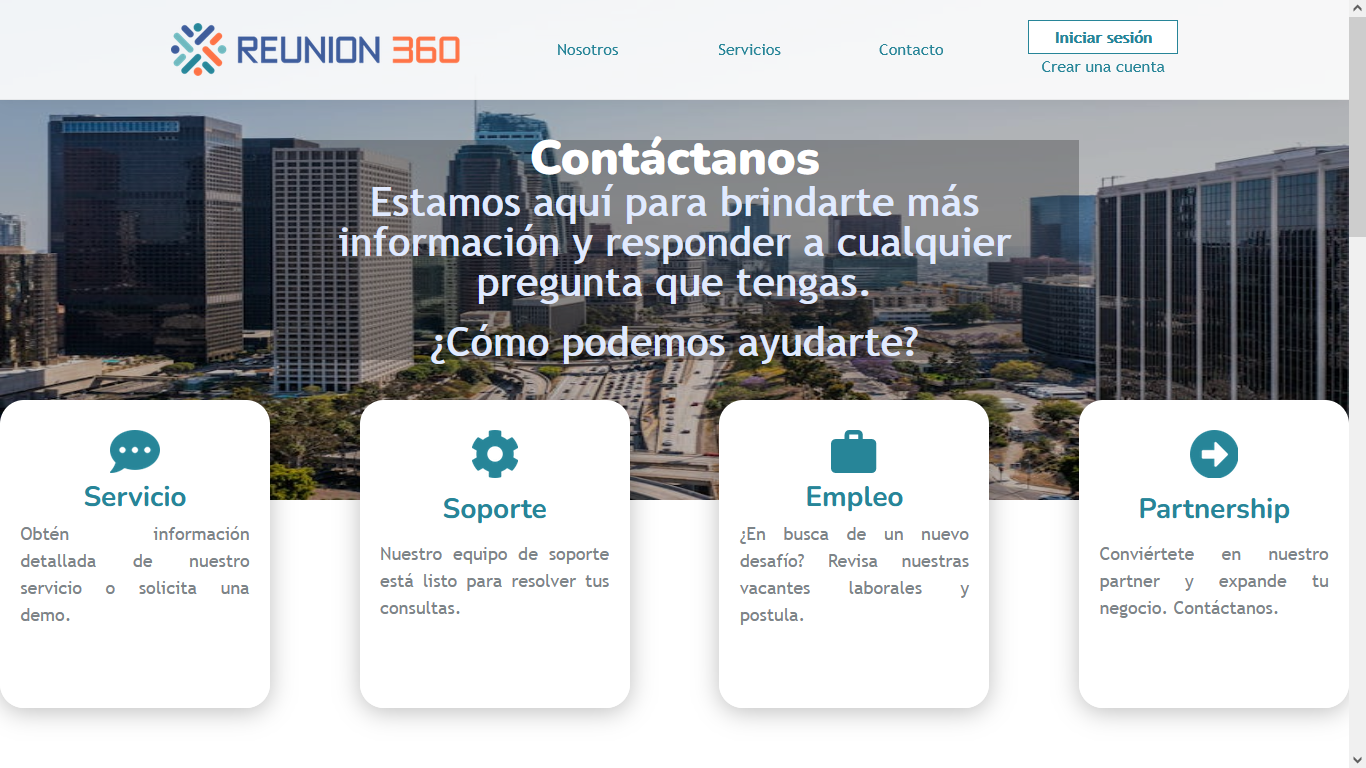 REUNION 360
Nosotros
Servicios
Contacto
Iniciar sesión
Crear una cuenta
Contáctanos
Estamos aquí para brindarte más
información y responder a cualquier
pregunta que tengas.
¿Cómo podemos ayudarte?
Servicio
Obtén información
detallada de nuestro
servicio o solicita una
demo.
Soporte
Nuestro equipo de soporte
está listo para resolver tus
consultas.
Empleo
¿En busca de un nuevo
desafío? Revisa nuestras
vacantes laborales y
postula.
Partnership
Conviértete en nuestro
partner y expande tu
negocio. Contáctanos.